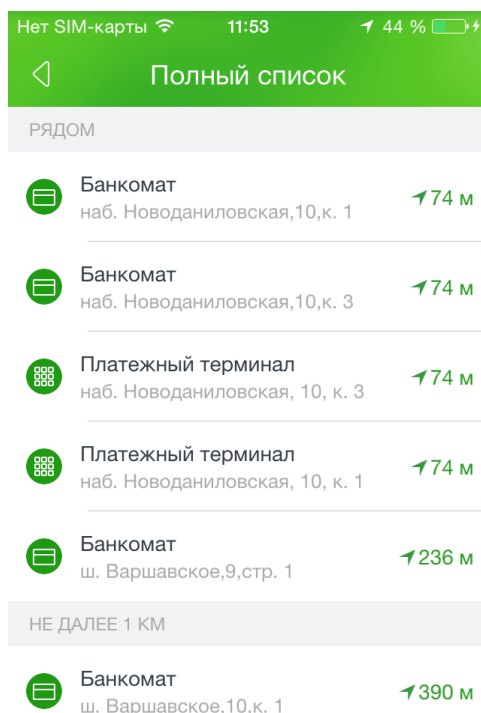 Нет SIM-карты 11:53 44 %
Полный список
РЯДОМ
Банкомат
наб. Новоданиловская,10,к. 1
74 м
Банкомат
наб. Новоданиловская,10,к. 3
74 м
Платежный терминал
наб. Новоданиловская, 10, к. 3
74 м
Платежный терминал
наб. Новоданиловская, 10, к. 1
74 м
Банкомат
ш. Варшавское,9,стр. 1
236 м
НЕ ДАЛЕЕ 1 КМ
Банкомат
ш. Варшавское,10,к. 1
390 м